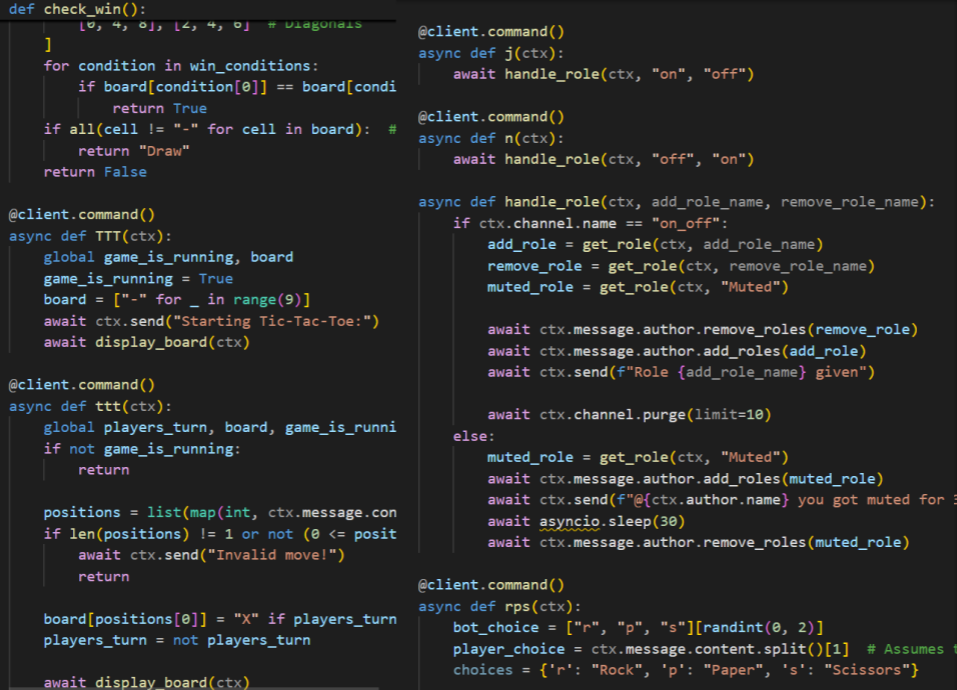 def check_win():
        [0, 4, 8], [2, 4, 6]  # Diagonals
    ]
    for condition in win_conditions:
        if board[condition[0]] == board[condi
            return True
    if all(cell != "-" for cell in board):  #
        return "Draw"
    return False

@client.command()
async def TTT(ctx):
    global game_is_running, board
    game_is_running = True
    board = ["-" for _ in range(9)]
    await ctx.send("Starting Tic-Tac-Toe:")
    await display_board(ctx)

@client.command()
async def ttt(ctx):
    global players_turn, board, game_is_runni
    if not game_is_running:
        return

    positions = list(map(int, ctx.message.con
    if len(positions) != 1 or not (0 <= posit
        await ctx.send("Invalid move!")
        return

    board[positions[0]] = "X" if players_turn
    players_turn = not players_turn

    await display_board(ctx)

@client.command()
async def j(ctx):
    await handle_role(ctx, "on", "off")

@client.command()
async def n(ctx):
    await handle_role(ctx, "off", "on")

async def handle_role(ctx, add_role_name, remove_role_name):
    if ctx.channel.name == "on_off":
        add_role = get_role(ctx, add_role_name)
        remove_role = get_role(ctx, remove_role_name)
        muted_role = get_role(ctx, "Muted")

        await ctx.message.author.remove_roles(remove_role)
        await ctx.message.author.add_roles(add_role)
        await ctx.send(f"Role {add_role_name} given")

        await ctx.channel.purge(limit=10)
    else:
        muted_role = get_role(ctx, "Muted")
        await ctx.message.author.add_roles(muted_role)
        await ctx.send(f"@{ctx.author.name} you got muted for 3
        await asyncio.sleep(30)
        await ctx.message.author.remove_roles(muted_role)

@client.command()
async def rps(ctx):
    bot_choice = ["r", "p", "s"][randint(0, 2)]
    player_choice = ctx.message.content.split()[1]  # Assumes t
    choices = {'r': "Rock", 'p': "Paper", 's': "Scissors"}